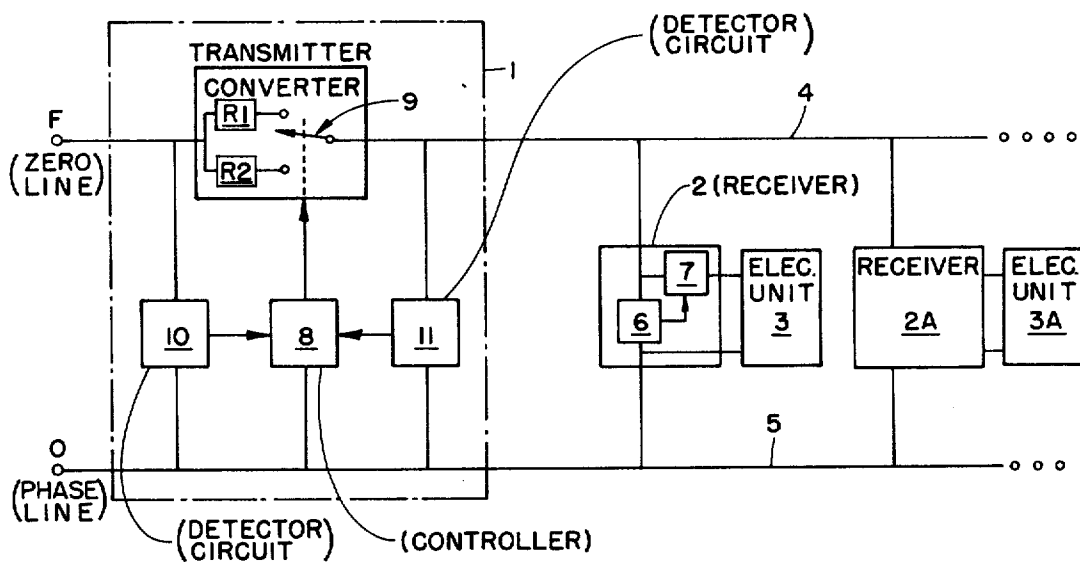 (DETECTOR
CIRCUIT)
TRANSMITTER
1
CONVERTER
9
R1
R2
F
(ZERO
LINE)
4
2 (RECEIVER)
7
6
ELEC.
UNIT
3
RECEIVER
2A
ELEC.
UNIT
3A
10
8
11
O
(PHASE
LINE)
5
(DETECTOR
CIRCUIT)
(CONTROLLER)